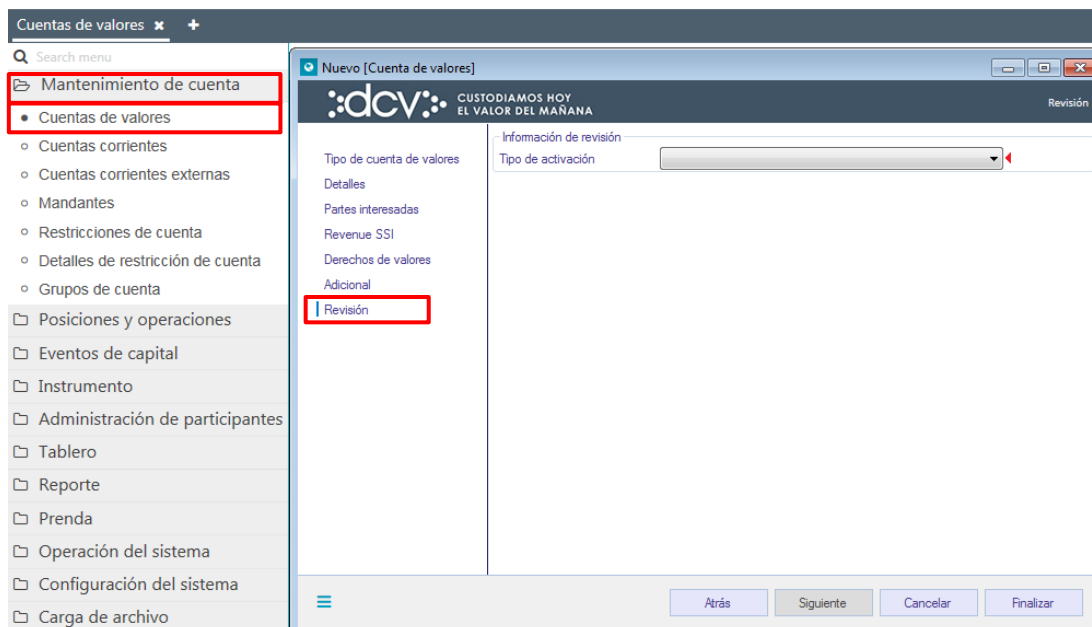 Cuentas de valores
Search menu
Mantenimiento de cuenta
Cuentas de valores
Cuentas corrientes
Cuentas corrientes externas
Mandantes
Restricciones de cuenta
Detalles de restricción de cuenta
Grupos de cuenta
Posiciones y operaciones
Eventos de capital
Instrumento
Administración de participantes
Tablero
Reporte
Prenda
Operación del sistema
Configuración del sistema
Carga de archivo
Nuevo [Cuenta de valores]
dcv CUSTODIAMOS HOY
EL VALOR DEL MAÑANA
Revisión
Tipo de cuenta de valores
Detalles
Partes interesadas
Revenue SSI
Derechos de valores
Adicional
Revisión
Información de revisión
Tipo de activación
Atrás Siguiente Cancelar Finalizar